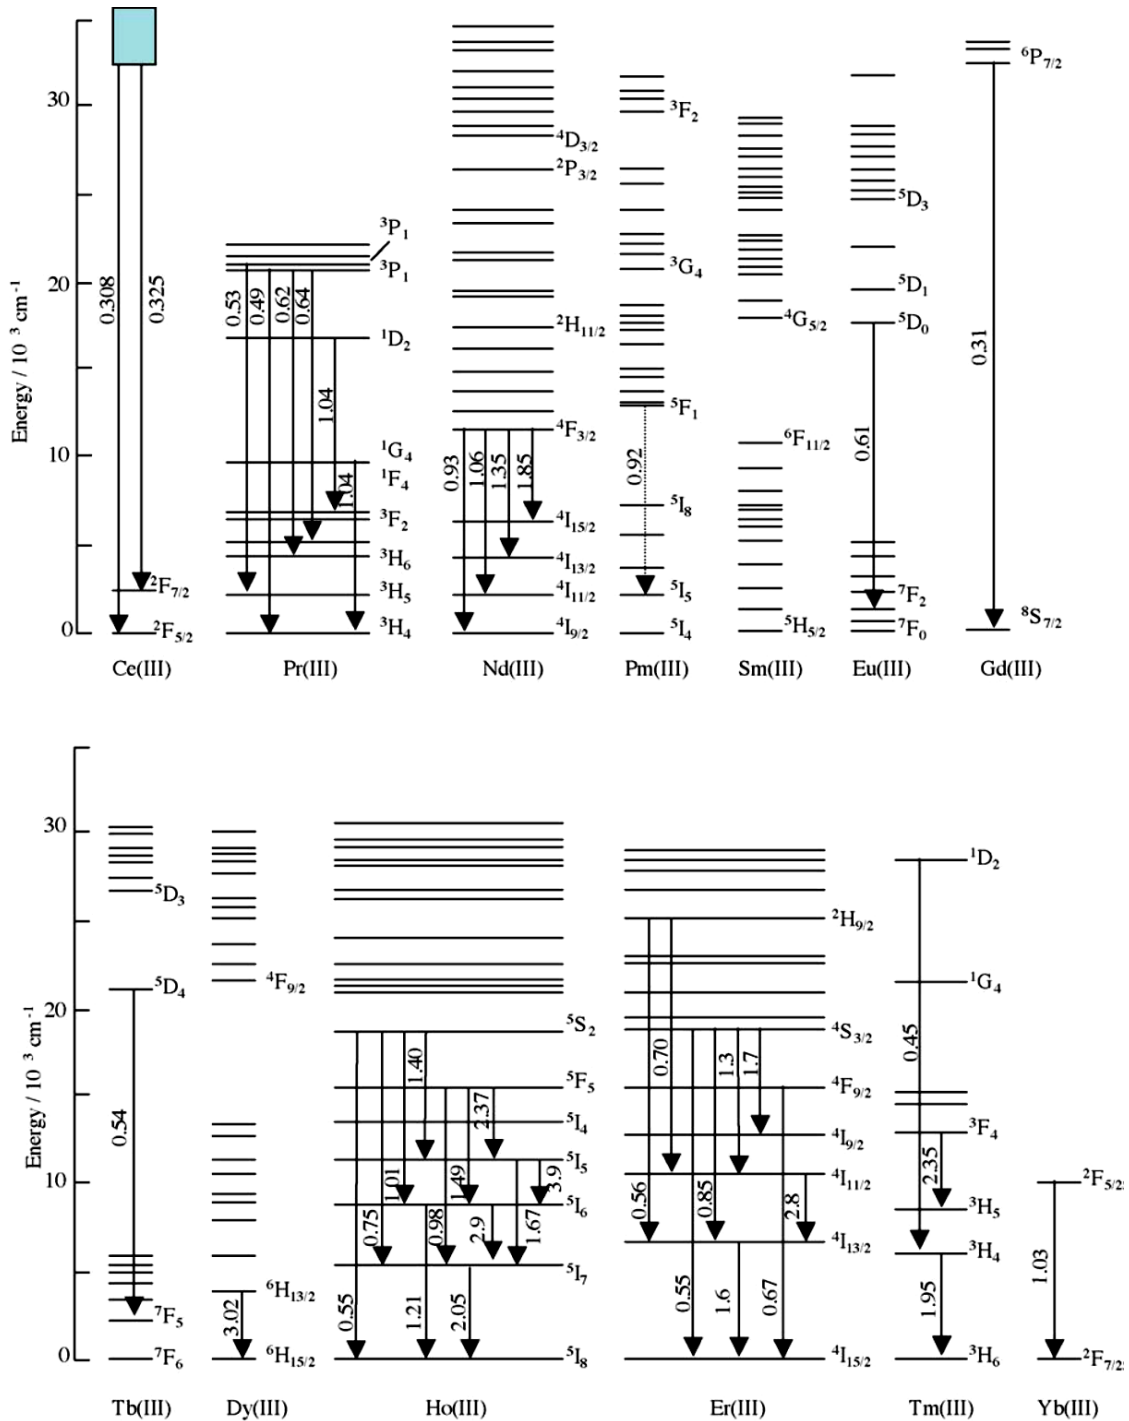 30
20
10
0
Energy / 10 ³ cm⁻¹
0.308
0.325
²F₇/₂
²F₅/₂
Ce(III)
³P₁
³P₁
0.53
0.49
0.62
0.64
¹D₂
1.04
¹G₄
¹F₄
1.04
³F₂
³H₆
³H₅
³H₄
Pr(III)
⁴D₃/₂
²P₃/₂
²H₁₁/₂
⁴F₃/₂
0.93
1.06
1.35
1.85
⁴I₁₅/₂
⁴I₁₃/₂
⁴I₁₁/₂
⁴I₉/₂
Nd(III)
³F₂
³G₄
⁵F₁
0.92
⁵I₈
⁵I₅
⁵I₄
Pm(III)
⁴G₅/₂
⁶F₁₁/₂
⁵H₅/₂
Sm(III)
⁵D₃
⁵D₁
⁵D₀
0.61
⁷F₂
⁷F₀
Eu(III)
⁶P₇/₂
0.31
⁸S₇/₂
Gd(III)
30
20
10
0
Energy / 10 ³ cm⁻¹
⁵D₃
⁵D₄
0.54
⁷F₅
⁷F₆
Tb(III)
⁴F₉/₂
⁶H₁₃/₂
3.02
⁶H₁₅/₂
Dy(III)
⁵S₂
1.40
⁵F₅
2.37
⁵I₄
⁵I₅
1.01
1.49
3.9
⁵I₆
0.75
0.98
2.9
1.67
⁵I₇
0.55
1.21
2.05
⁵I₈
Ho(III)
²H₉/₂
0.70
1.3
1.7
⁴S₃/₂
⁴F₉/₂
⁴I₉/₂
⁴I₁₁/₂
0.56
0.85
2.8
⁴I₁₃/₂
0.55
1.6
0.67
⁴I₁₅/₂
Er(III)
¹D₂
¹G₄
0.45
³F₄
2.35
³H₅
³H₄
1.95
³H₆
Tm(III)
²F₅/₂
1.03
²F₇/₂
Yb(III)